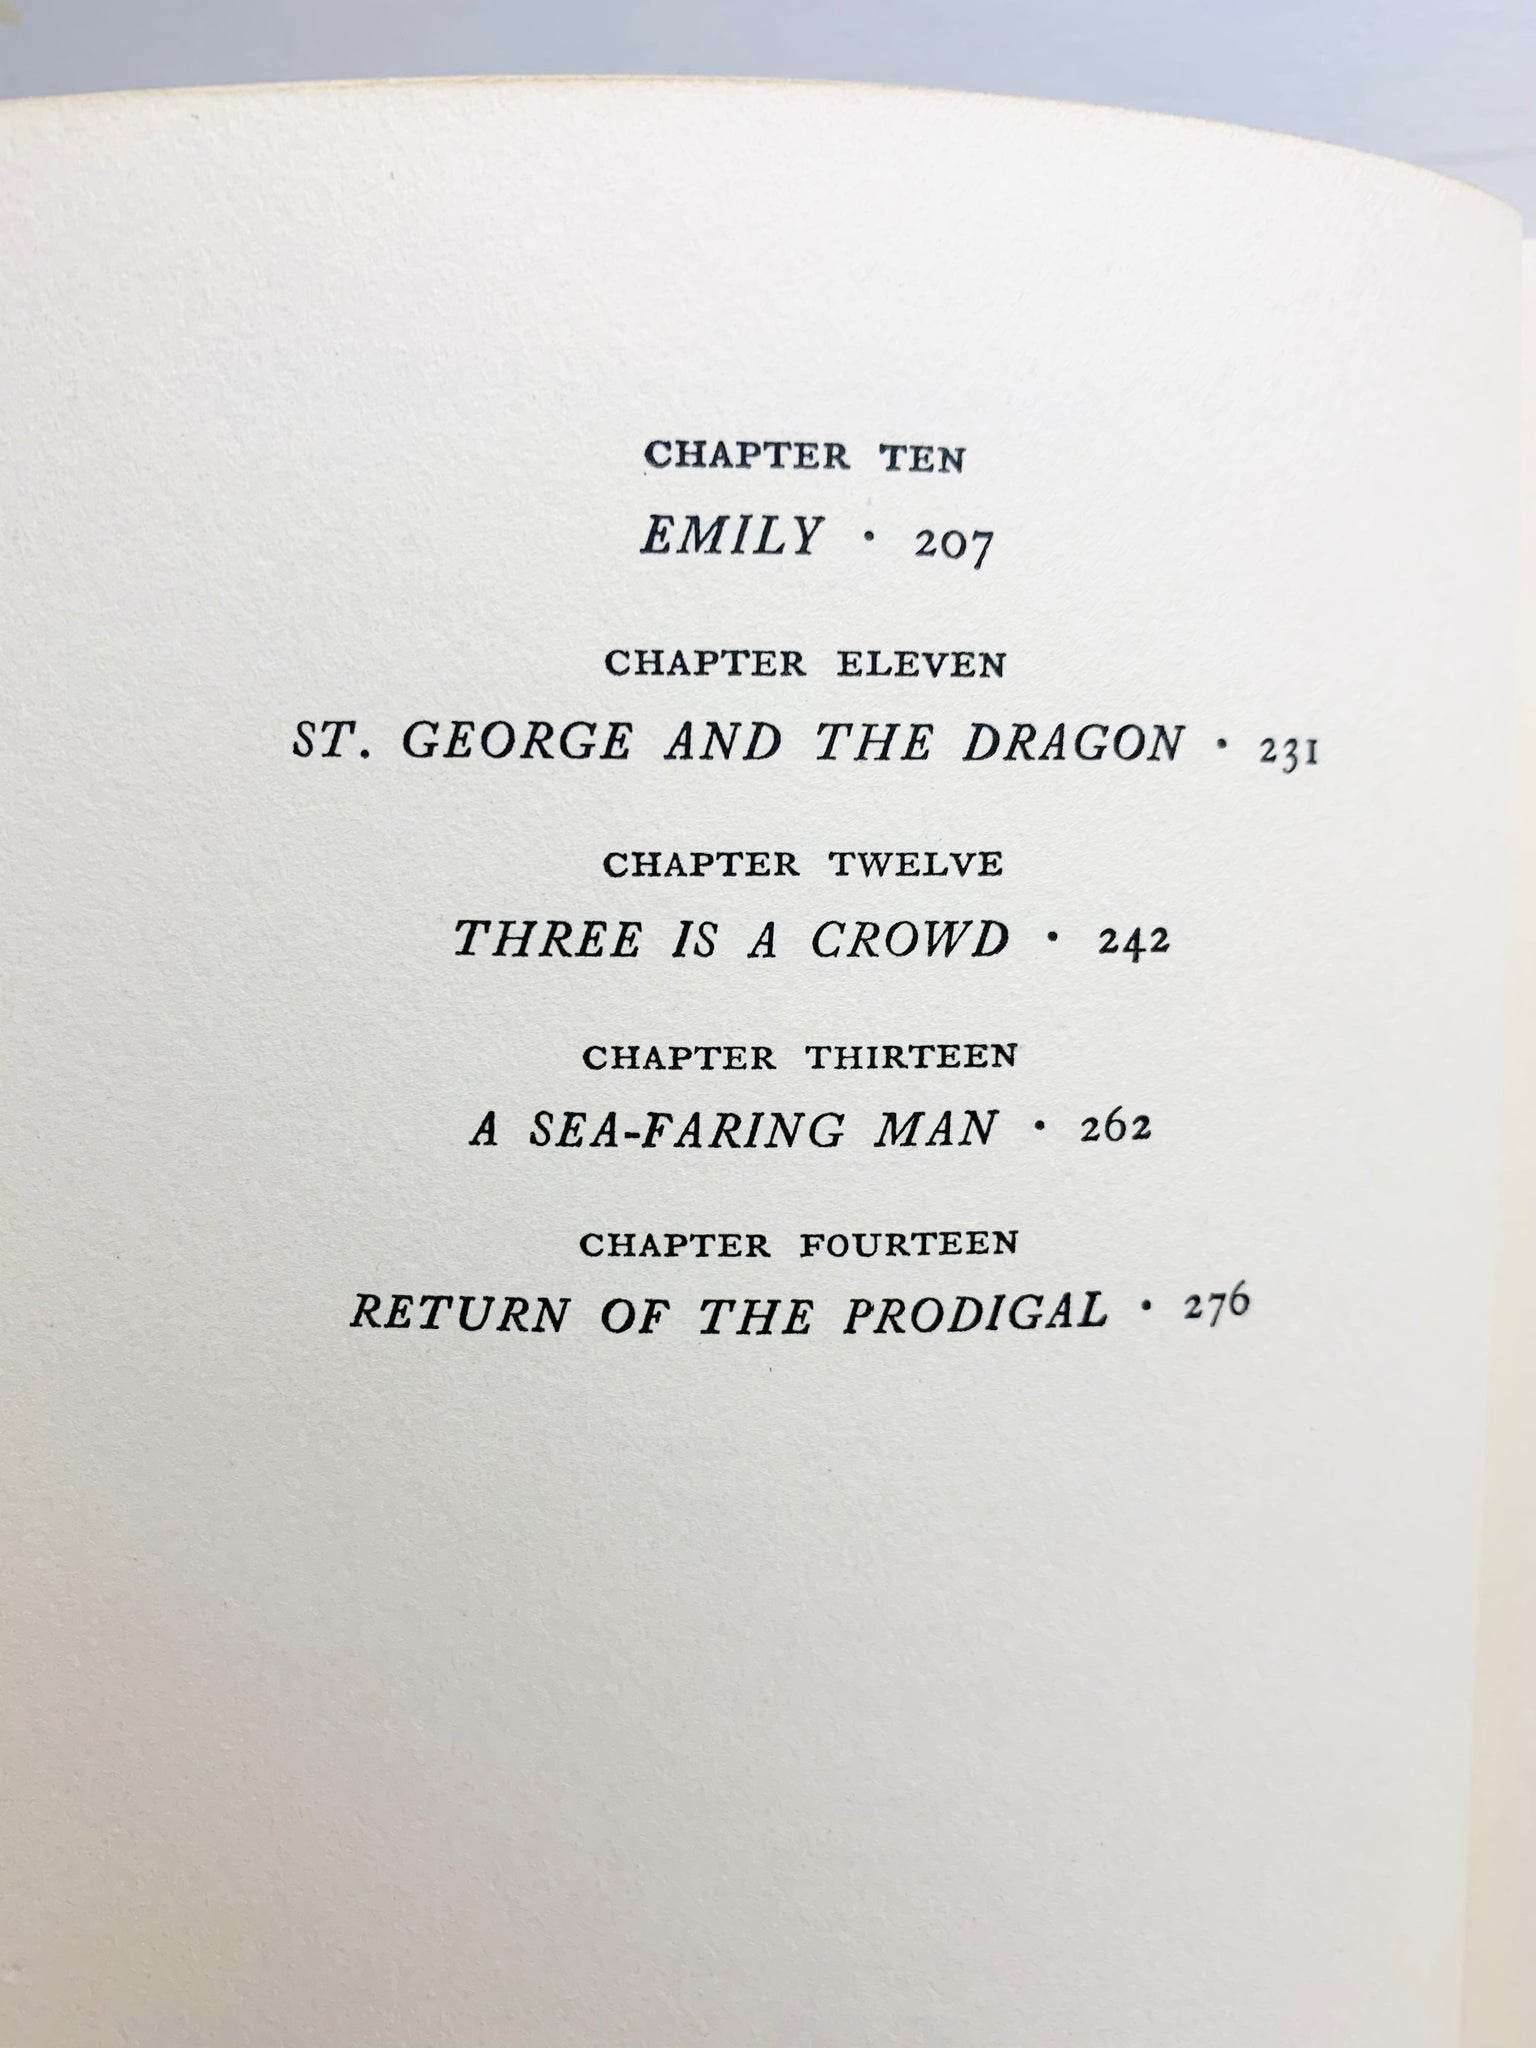 CHAPTER TEN
EMILY • 207
CHAPTER ELEVEN
ST. GEORGE AND THE DRAGON • 231
CHAPTER TWELVE
THREE IS A CROWD • 242
CHAPTER THIRTEEN
A SEA-FARING MAN • 262
CHAPTER FOURTEEN
RETURN OF THE PRODIGAL • 276